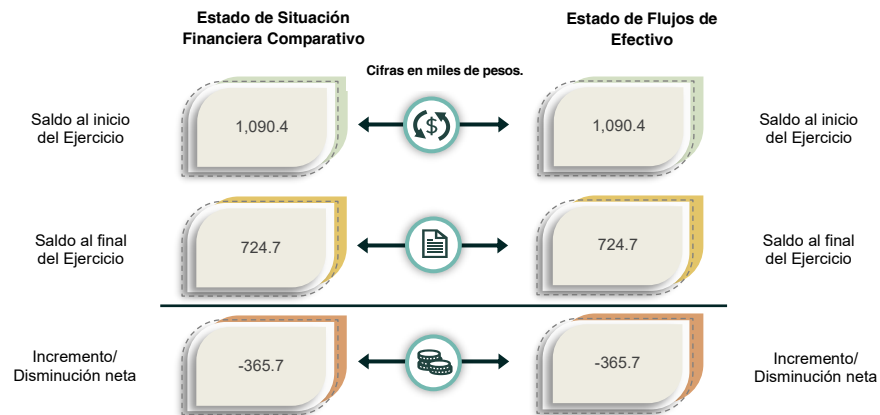 Estado de Situación
Financiera Comparativo
Estado de Flujos de
Efectivo
Cifras en miles de pesos.
Saldo al inicio
del Ejercicio
1,090.4
$
1,090.4
Saldo al inicio
del Ejercicio
Saldo al final
del Ejercicio
724.7
724.7
Saldo al final
del Ejercicio
Incremento/
Disminución neta
-365.7
-365.7
Incremento/
Disminución neta